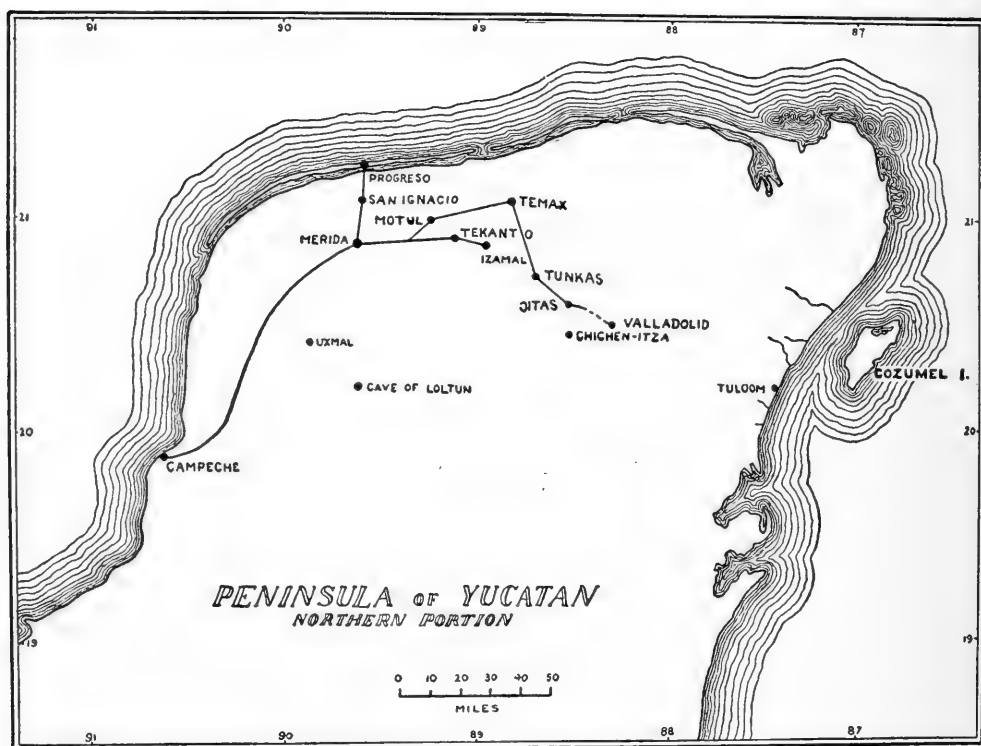 91 90 89 88 87
PROGRESO
SAN IGNACIO
TEMAX
21
MOTUL
21
TEKANTO
MERIDA
IZAMAL
TUNKAS
JITAS
VALLADOLID
CHICHEN-ITZA
UXMAL
COZUMEL I.
CAVE OF LOLTUN
TULOOM
20
20
CAMPECHE
PENINSULA OF YUCATAN
NORTHERN PORTION
19
19
0 10 20 30 40 50
MILES
91 90 89 88 87